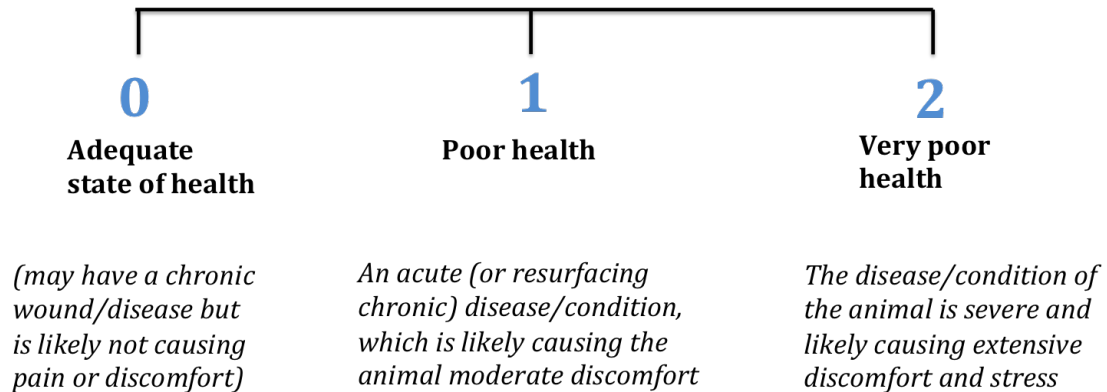 0
Adequate
state of health
(may have a chronic
wound/disease but
is likely not causing
pain or discomfort)
1
Poor health
An acute (or resurfacing
chronic) disease/condition,
which is likely causing the
animal moderate discomfort
2
Very poor
health
The disease/condition of
the animal is severe and
likely causing extensive
discomfort and stress